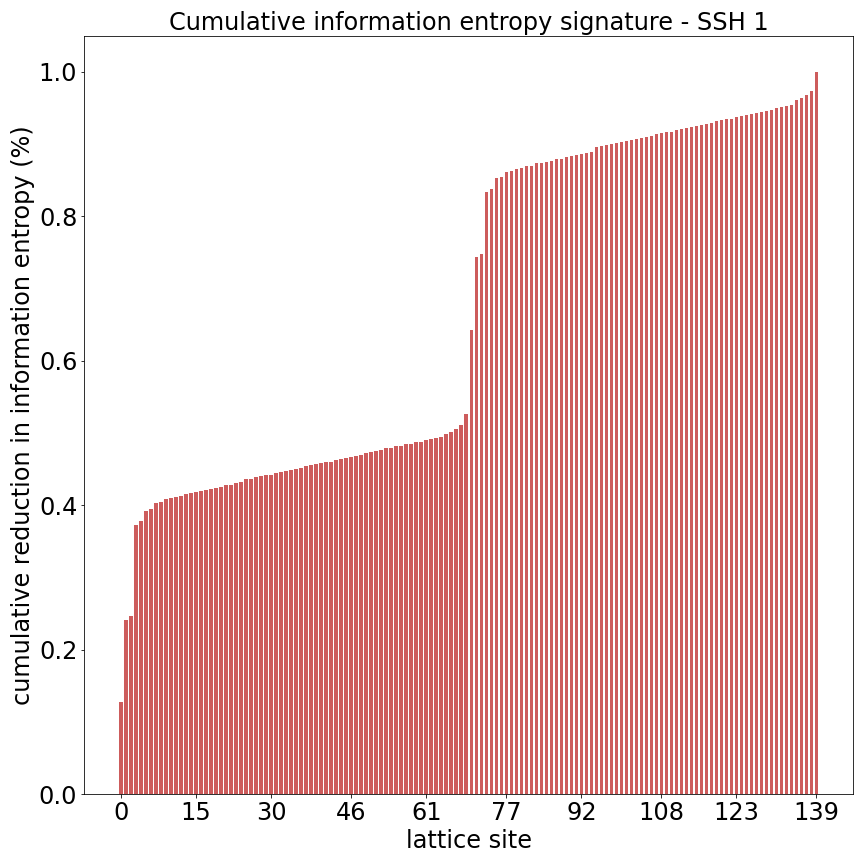 Cumulative information entropy signature - SSH 1
cumulative reduction in information entropy (%)
1.0
0.8
0.6
0.4
0.2
0.0
0 15 30 46 61 77 92 108 123 139
lattice site